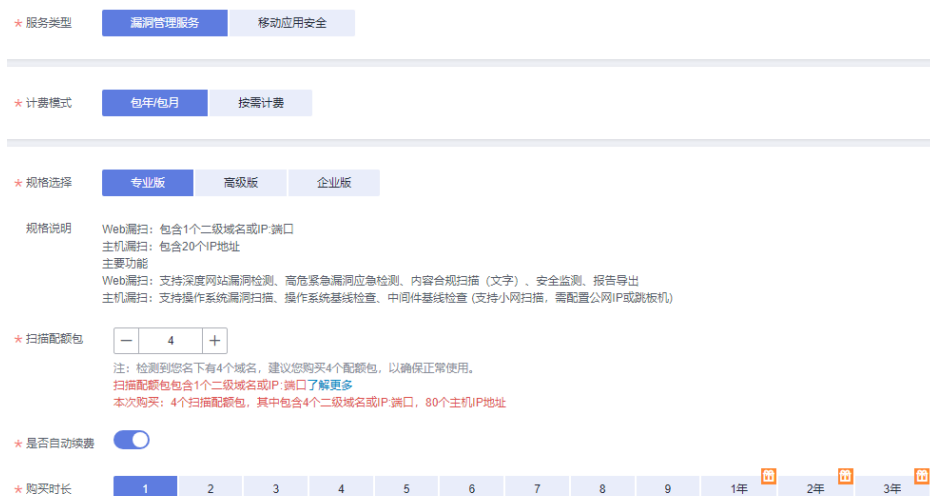 * 服务类型 漏洞管理服务 移动应用安全
* 计费模式 包年/包月 按需计费
* 规格选择 专业版 高级版 企业版
规格说明 Web漏扫：包含1个二级域名或IP:端口
主机漏扫：包含20个IP地址
主要功能
Web漏扫：支持深度网站漏洞检测、高危紧急漏洞应急检测、内容合规扫描（文字）、安全监测、报告导出
主机漏扫：支持操作系统漏洞扫描、操作系统基线检查、中间件基线检查 (支持小网扫描，需配置公网IP或跳板机)
* 扫描配额包 — 4 +
注：检测到您名下有4个域名，建议您购买4个配额包，以确保正常使用。
扫描配额包包含1个二级域名或IP:端口了解更多
本次购买：4个扫描配额包，其中包含4个二级域名或IP:端口，80个主机IP地址
* 是否自动续费
* 购买时长 1 2 3 4 5 6 7 8 9 1年 2年 3年